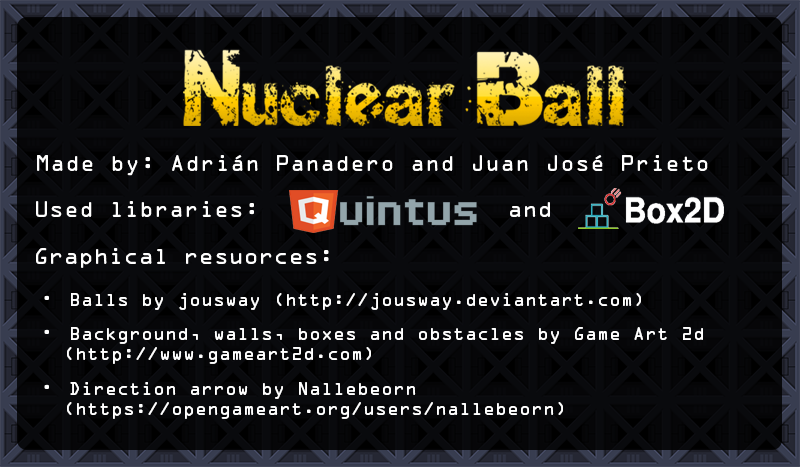 Nuclear Ball
Made by: Adrián Panadero and Juan José Prieto
Used libraries: Quintus and Box2D
Graphical resuorces:
· Balls by jousway (http://jousway.deviantart.com)
· Background, walls, boxes and obstacles by Game Art 2d
(http://www.gameart2d.com)
· Direction arrow by Nallebeorn
(https://opengameart.org/users/nallebeorn)